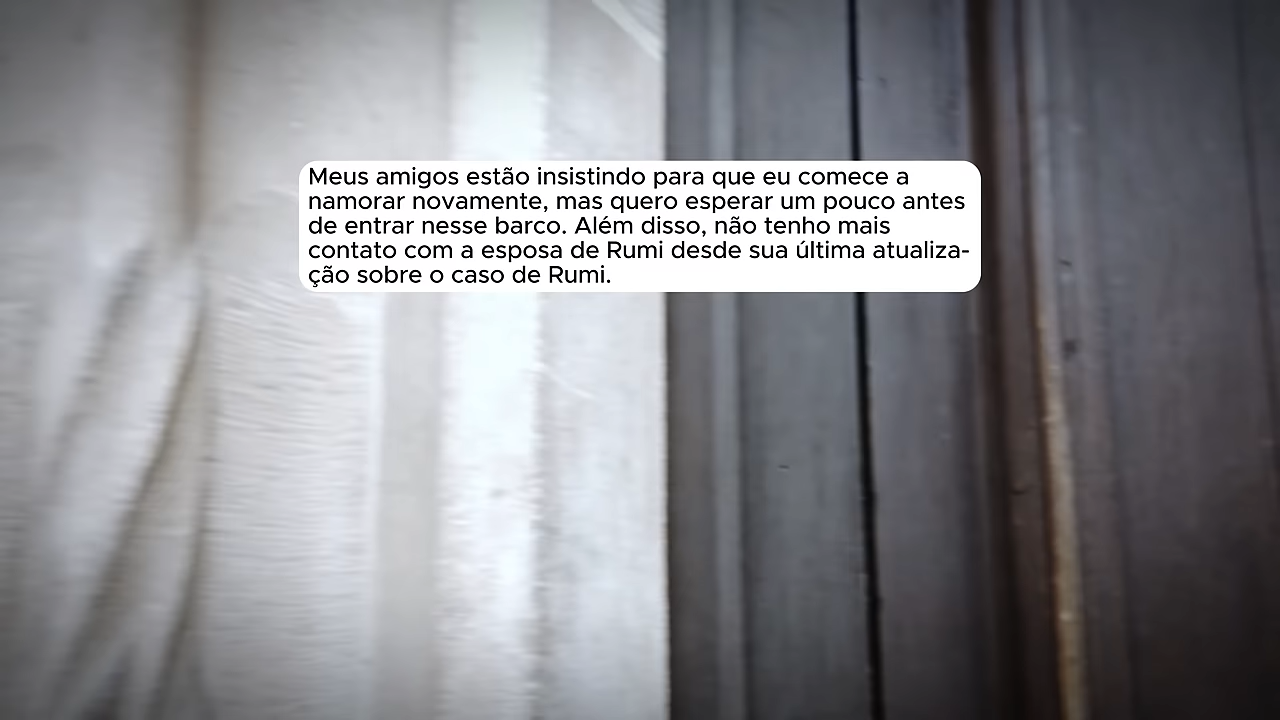 Meus amigos estão insistindo para que eu comece a
namorar novamente, mas quero esperar um pouco antes
de entrar nesse barco. Além disso, não tenho mais
contato com a esposa de Rumi desde sua última atualiza-
ção sobre o caso de Rumi.